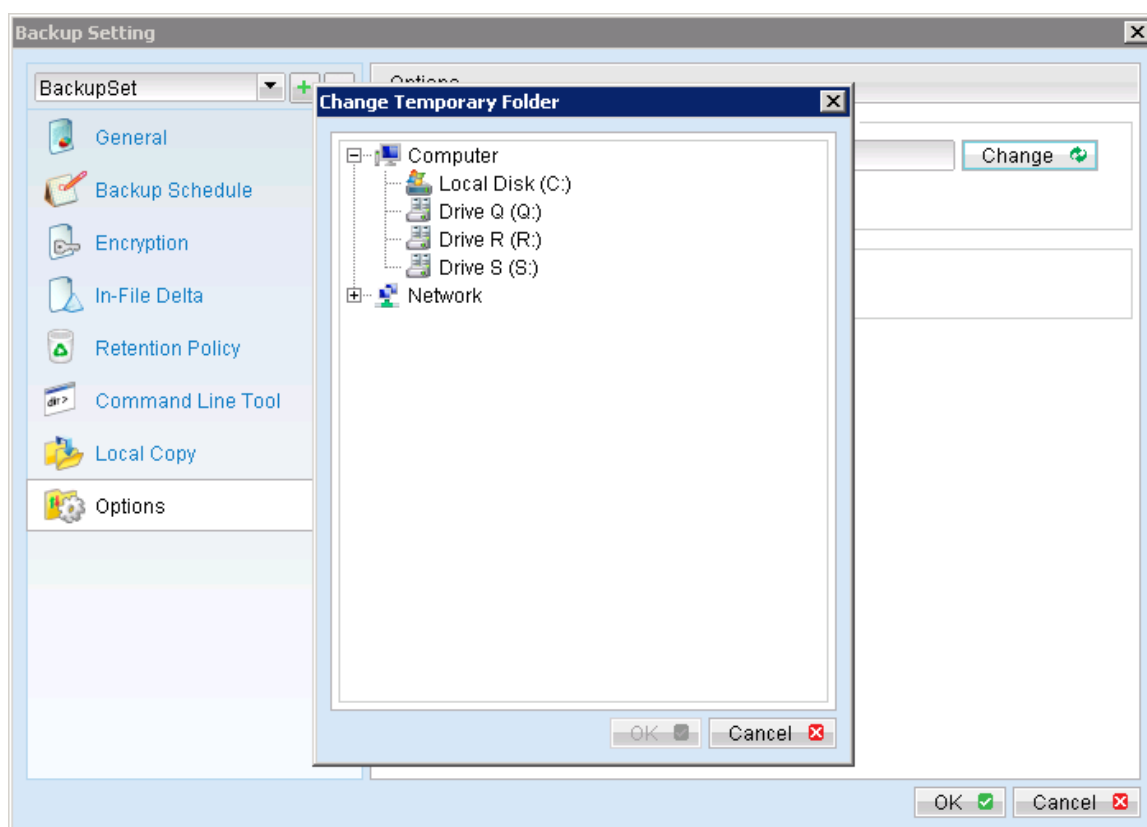 Backup Setting
BackupSet
Options
General
Backup Schedule
Encryption
In-File Delta
Retention Policy
Command Line Tool
Local Copy
Options
Change Temporary Folder
Computer
Local Disk (C:)
Drive Q (Q:)
Drive R (R:)
Drive S (S:)
Network
OK
Cancel
Change
OK
Cancel